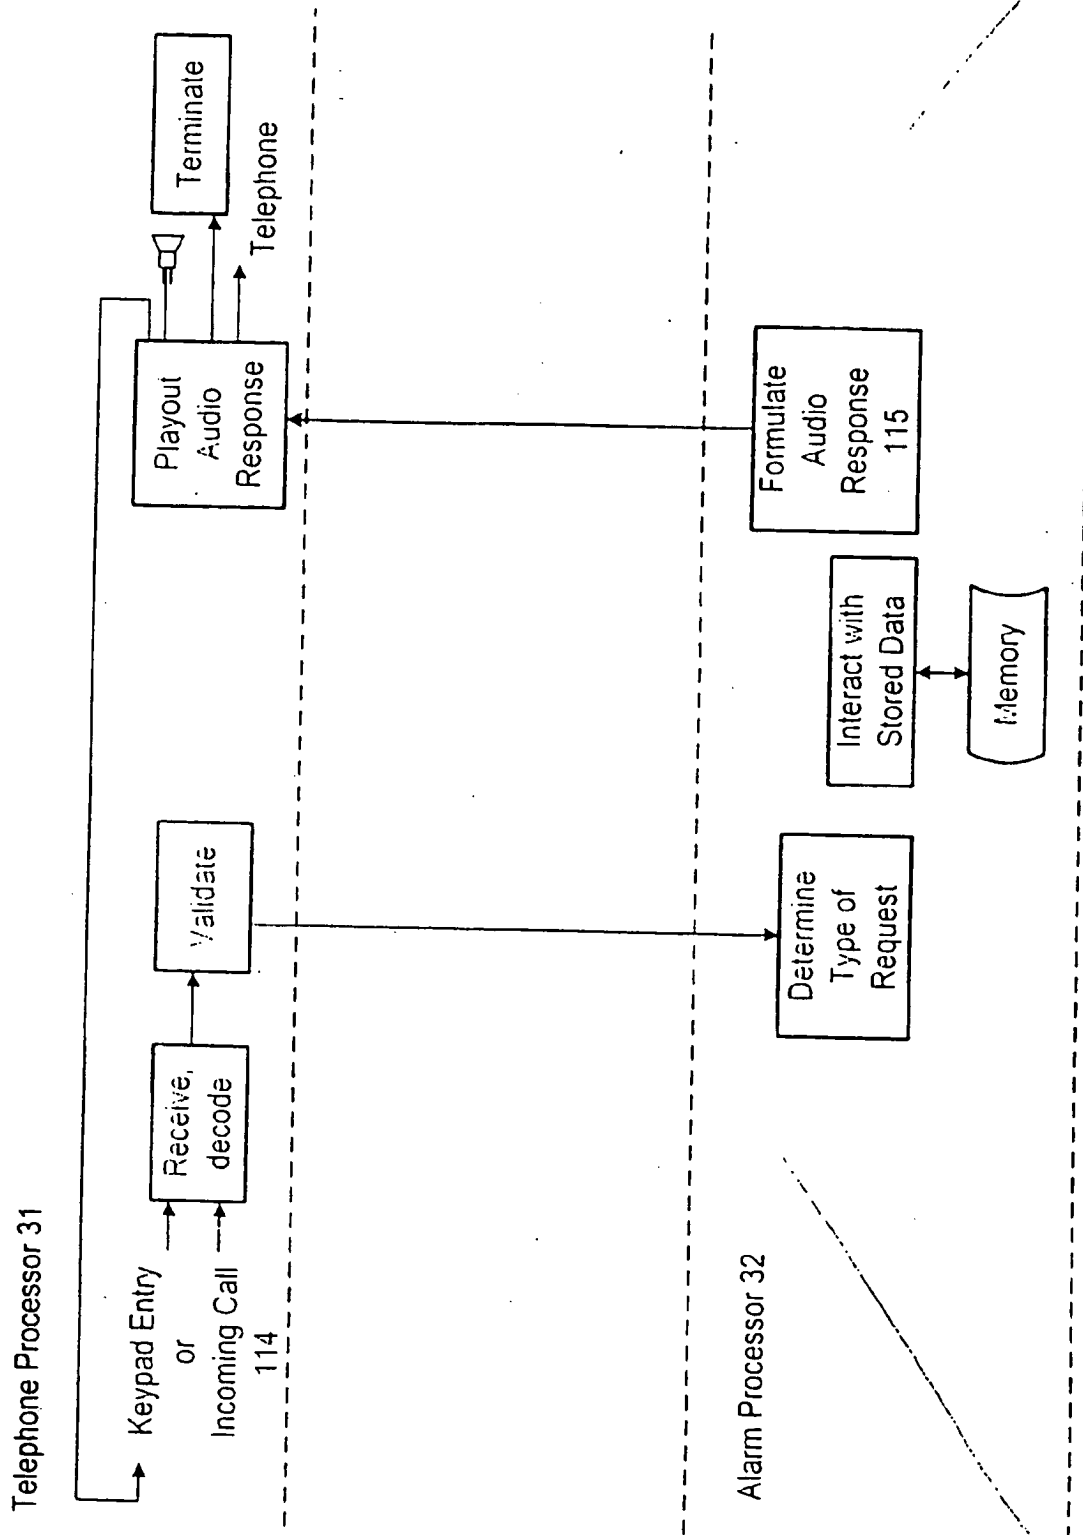 Telephone Processor 31
Keypad Entry
or
Incoming Call
114
Receive,
decode
Validate
Playout
Audio
Response
Terminate
Telephone
Alarm Processor 32
Determine
Type of
Request
Interact with
Stored Data
Memory
Formulate
Audio
Response
115